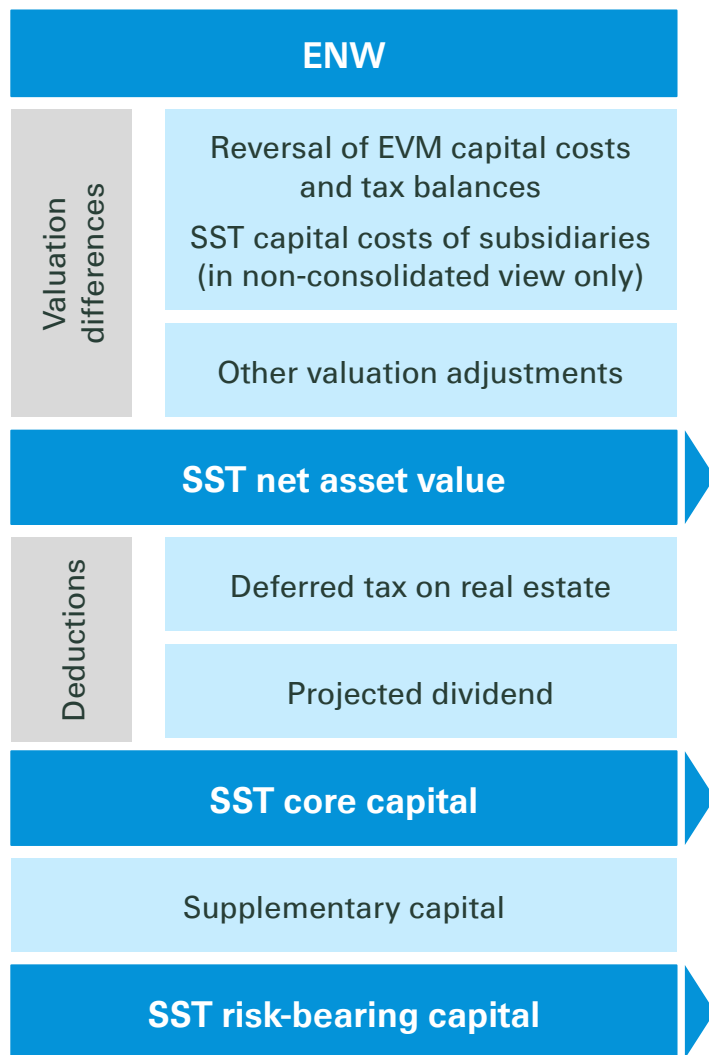 ENW
Valuation
differences
Reversal of EVM capital costs
and tax balances
SST capital costs of subsidiaries
(in non-consolidated view only)
Other valuation adjustments
SST net asset value
Deductions
Deferred tax on real estate
Projected dividend
SST core capital
Supplementary capital
SST risk-bearing capital